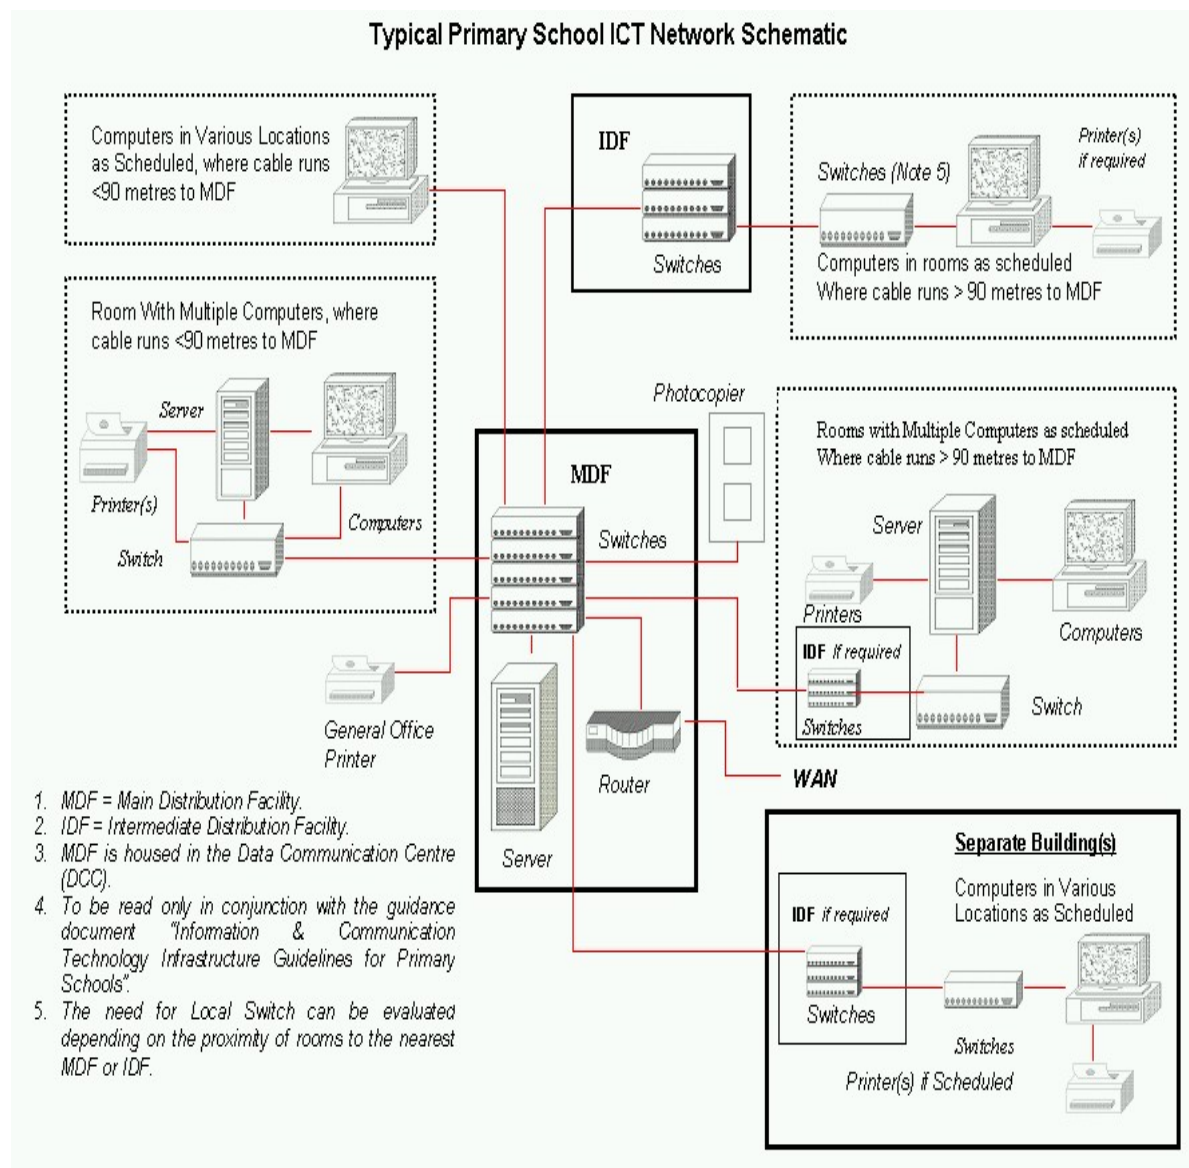 Typical Primary School ICT Network Schematic
Computers in Various Locations
as Scheduled, where cable runs
<90 metres to MDF
IDF
Switches
Printer(s)
if required
Switches (Note 5)
Computers in rooms as scheduled
Where cable runs > 90 metres to MDF
Room With Multiple Computers, where
cable runs <90 metres to MDF
Server
Printer(s)
Computers
Switch
Photocopier
MDF
Switches
Rooms with Multiple Computers as scheduled
Where cable runs > 90 metres to MDF
Server
Printers
Computers
IDF If required
Switches
Switch
General Office
Printer
Router
Server
WAN
1. MDF = Main Distribution Facility.
2. IDF = Intermediate Distribution Facility.
3. MDF is housed in the Data Communication Centre
(DCC).
4. To be read only in conjunction with the guidance
document "Information & Communication
Technology Infrastructure Guidelines for Primary
Schools".
5. The need for Local Switch can be evaluated
depending on the proximity of rooms to the nearest
MDF or IDF.
Separate Building(s)
Computers in Various
Locations as Scheduled
IDF if required
Switches
Switches
Printer(s) if Scheduled